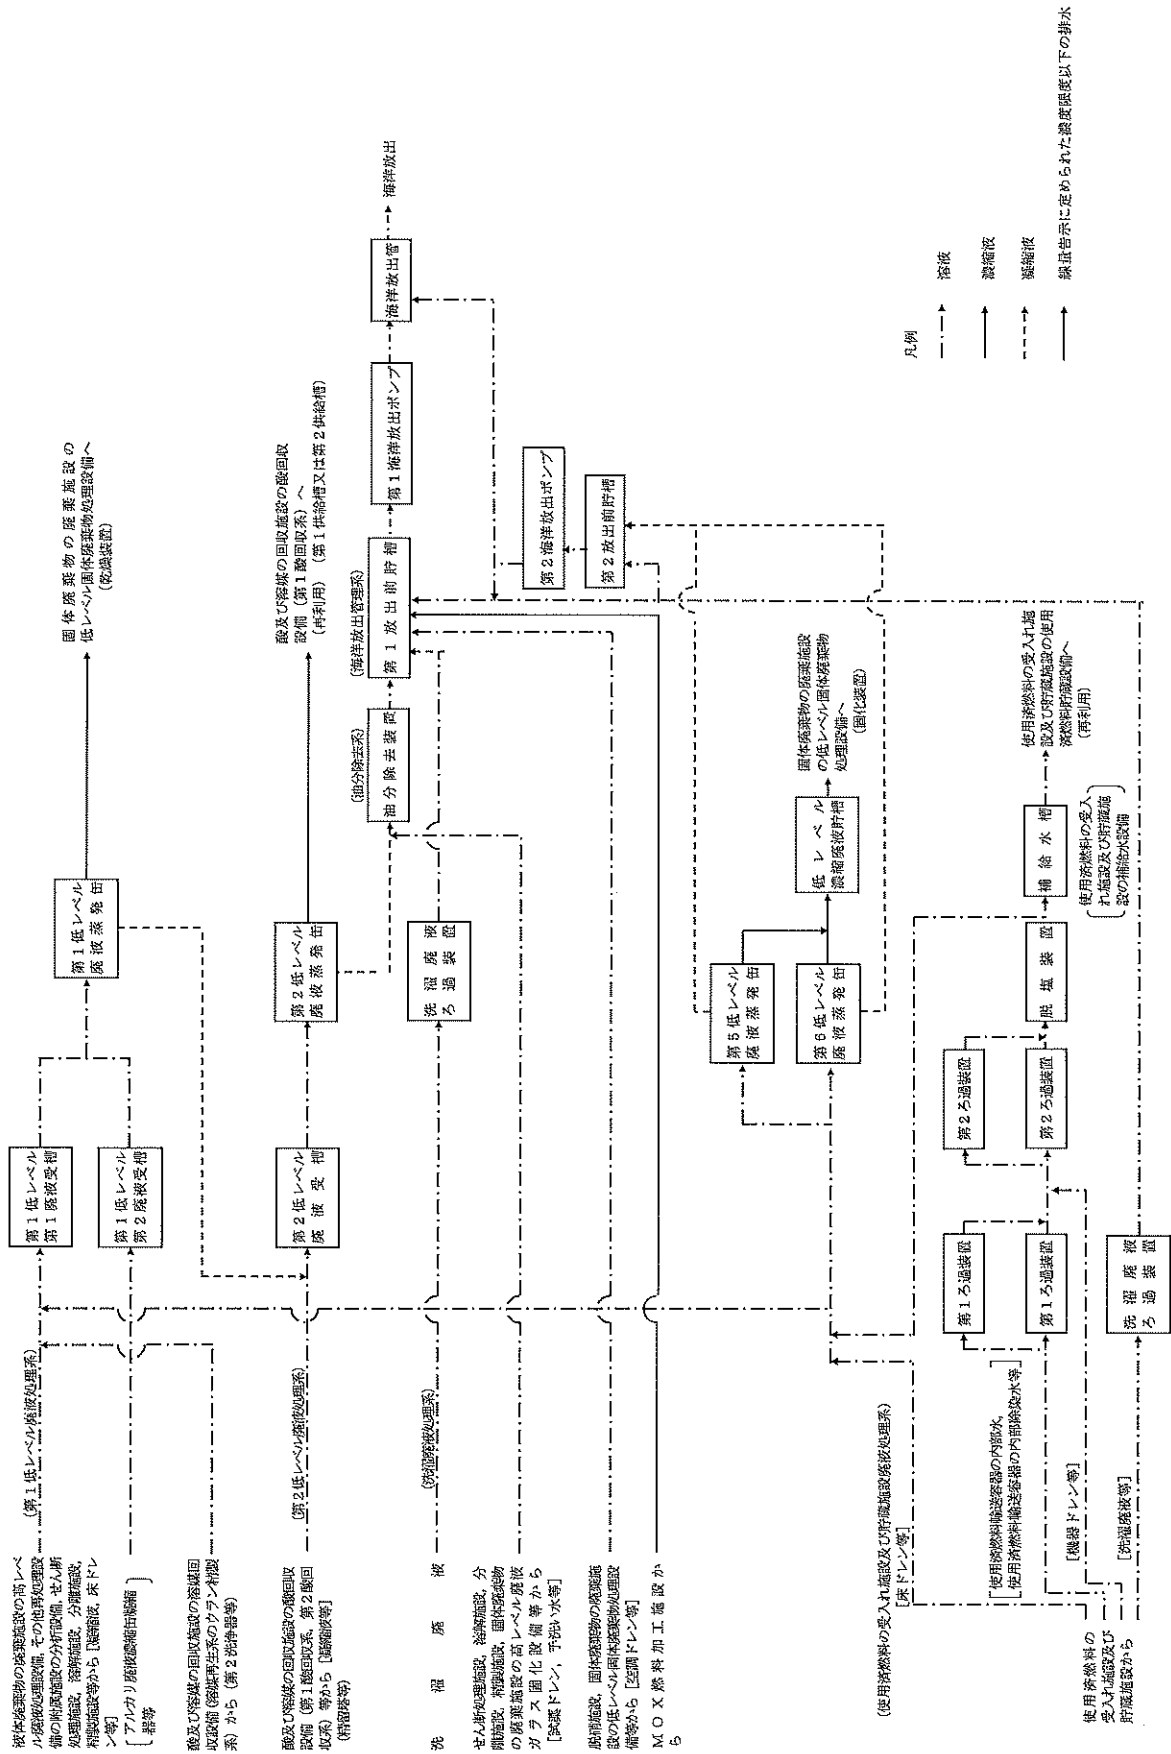 液体廃棄物の廃棄施設の高レベ
ル廃液処理設備, その他再処理設
備の附属施設の分析設備, せん断
処理施設, 溶解施設, 分離施設,
精製施設等から [凝縮液, 床ドレ
ン等]
[アルカリ廃液濃縮缶凝縮
器等]
(第1低レベル廃液処理系)
第1低レベル
第1廃液受槽
第1低レベル
第2廃液受槽
第1低レベル
廃液蒸発缶
固体廃棄物の廃棄施設の
低レベル固体廃棄物処理設備へ
(乾燥装置)
酸及び溶媒の回収施設の溶媒回
収設備 (溶媒再生系のウラン精製
系) から (第2洗浄器等)
酸及び溶媒の回収施設の酸回収
設備 (第1酸回収系, 第2酸回
収系) 等から [凝縮液等]
(精留塔等)
(第2低レベル廃液処理系)
第2低レベル
廃液受槽
第2低レベル
廃液蒸発缶
酸及び溶媒の回収施設の酸回収
設備 (第1酸回収系) へ
(再利用) (第1供給槽又は第2供給槽)
洗濯廃液
(洗濯廃液処理系)
洗濯廃液
ろ過装置
(油分除去系)
油分除去装置
(海洋放出管理系)
第1放出前貯槽
第1海洋放出ポンプ
海洋放出管
海洋放出
せん断処理施設, 溶解施設, 分
離施設, 精製施設, 固体廃棄物
の廃棄施設の高レベル廃液
ガラス固化設備等から
[試薬ドレン, 手洗い水等]
脱硝施設, 固体廃棄物の廃棄施
設の低レベル固体廃棄物処理設
備等から [空調ドレン等]
MOX燃料加工施設か
ら
第2海洋放出ポンプ
第2放出前貯槽
(使用済燃料の受入れ施設及び貯蔵施設廃液処理系)
[床ドレン等]
第5低レベル
廃液蒸発缶
第6低レベル
廃液蒸発缶
低レベル
濃縮廃液貯槽
固体廃棄物の廃棄施設
の低レベル固体廃棄物
処理設備へ
(固化装置)
使用済燃料輸送容器の内部水,
使用済燃料輸送容器の内部除染水等
第1ろ過装置
第1ろ過装置
第2ろ過装置
第2ろ過装置
脱塩装置
補給水槽
使用済燃料の受入れ施
設及び貯蔵施設の使用
済燃料貯蔵設備へ
(再利用)
使用済燃料の受入
れ施設及び貯蔵施
設の補給水設備
[機器ドレン等]
使用済燃料の
受入れ施設及び
貯蔵施設から
[洗濯廃液等]
洗濯廃液
ろ過装置
凡例
溶液
濃縮液
凝縮液
線量告示に定められた濃度限度以下の排水